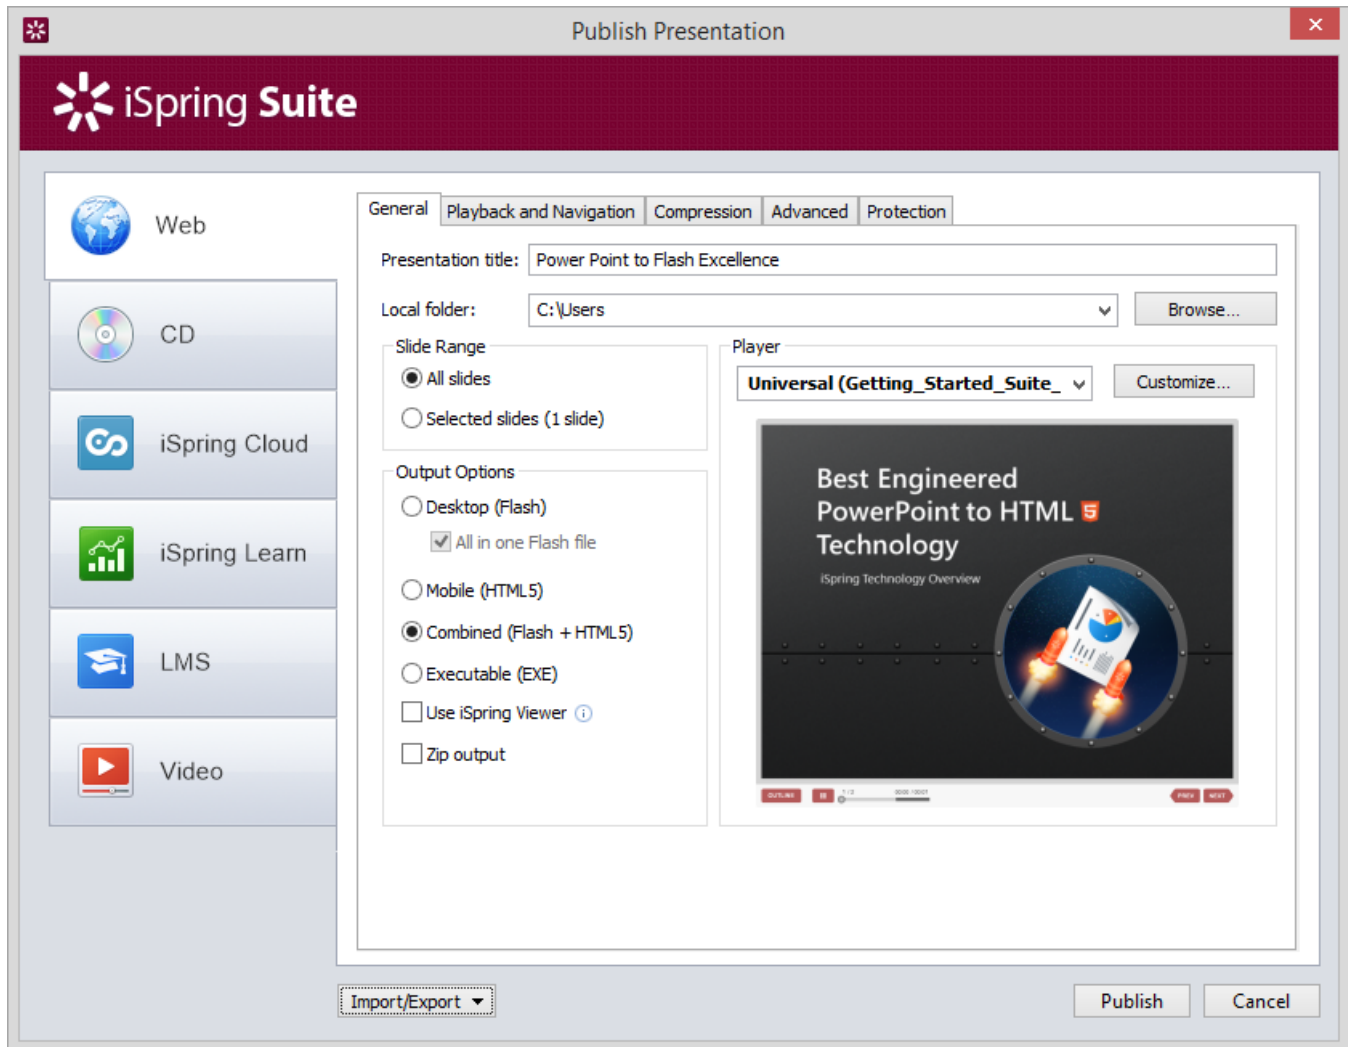 Publish Presentation
iSpring Suite
Web
CD
iSpring Cloud
iSpring Learn
LMS
Video
General Playback and Navigation Compression Advanced Protection
Presentation title: Power Point to Flash Excellence
Local folder: C:\Users Browse...
Slide Range
All slides
Selected slides (1 slide)
Output Options
Desktop (Flash)
All in one Flash file
Mobile (HTML5)
Combined (Flash + HTML5)
Executable (EXE)
Use iSpring Viewer
Zip output
Player
Universal (Getting_Started_Suite_ Customize...
Best Engineered
PowerPoint to HTML 5
Technology
iSpring Technology Overview
OUTLINE
PREV NEXT
Import/Export Publish Cancel